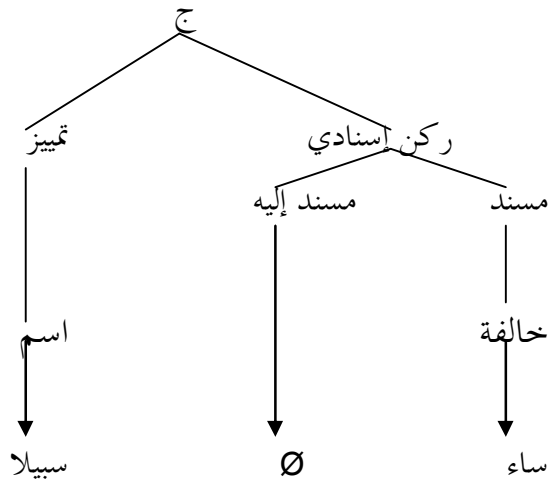 ج
ركن إسنادي تمييز
مسند مسند إليه
خالفة اسم
ساء Ø سبيلا